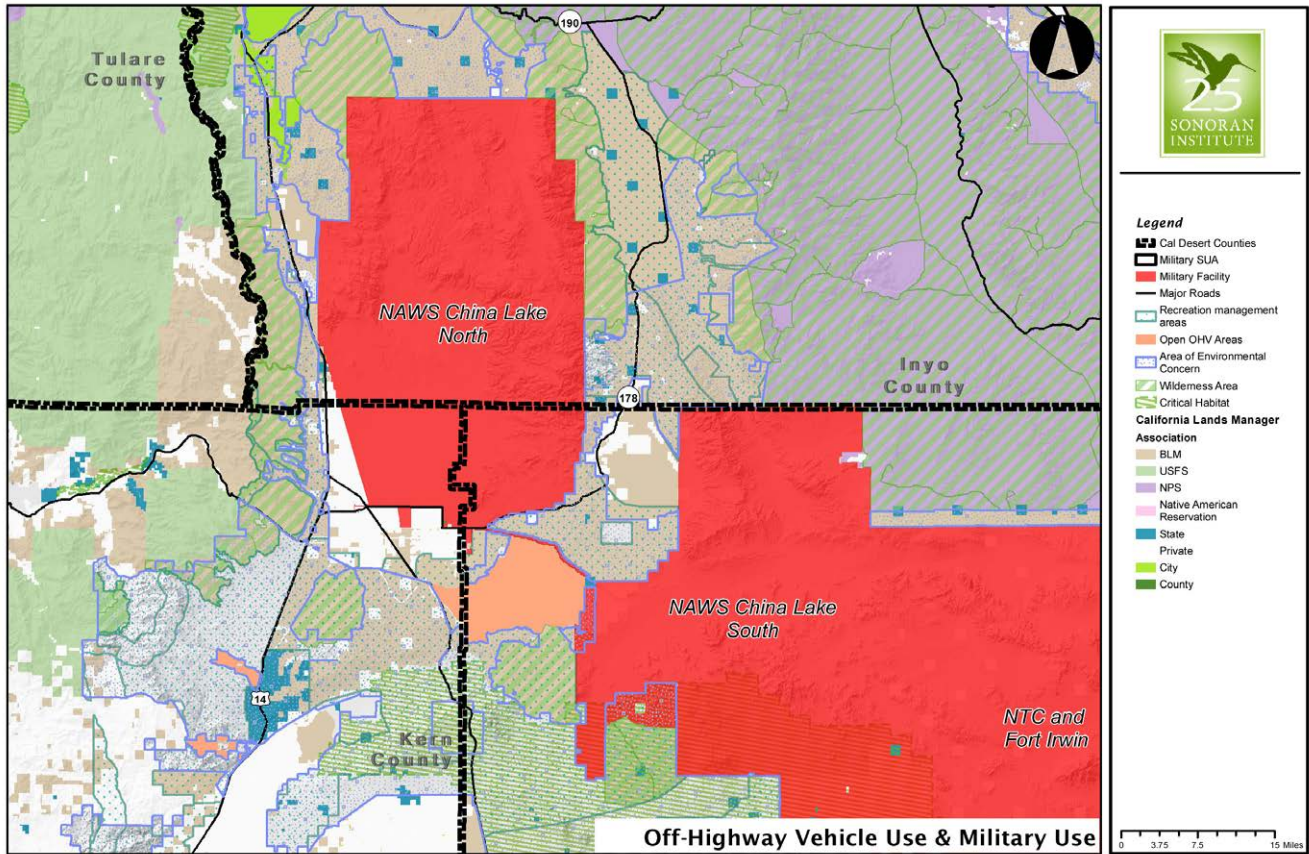 190
Tulare
County
NAWS China Lake
North
Inyo
County
178
NAWS China Lake
South
14
NTC and
Fort Irwin
Kern
County
Off-Highway Vehicle Use & Military Use
25
SONORAN
INSTITUTE
Legend
Cal Desert Counties
Military SUA
Military Facility
Major Roads
Recreation management
areas
Open OHV Areas
Area of Environmental
Concern
Wilderness Area
Critical Habitat
California Lands Manager
Association
BLM
USFS
NPS
Native American
Reservation
State
Private
City
County
0 3.75 7.5 15 Miles